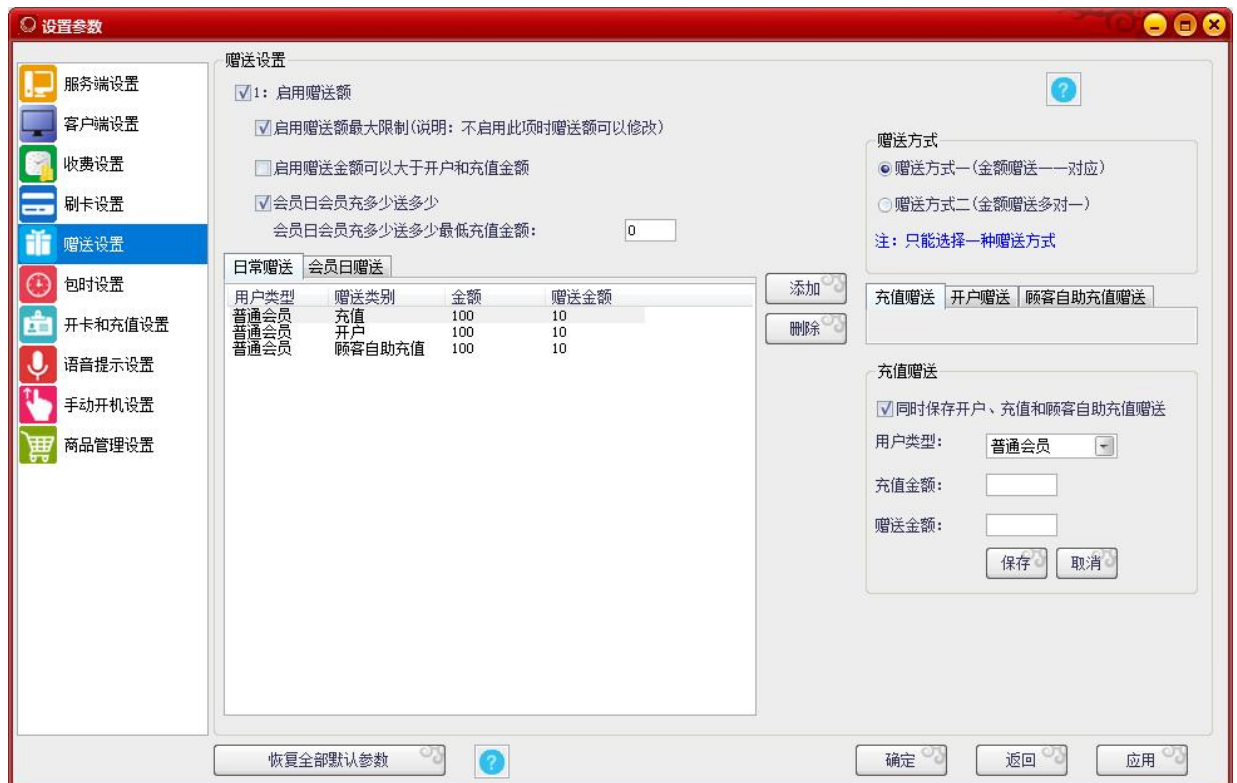 设置参数
服务端设置
客户端设置
收费设置
刷卡设置
赠送设置
包时设置
开卡和充值设置
语音提示设置
手动开机设置
商品管理设置
赠送设置
1: 启用赠送额
启用赠送额最大限制(说明: 不启用此项时赠送额可以修改)
启用赠送金额可以大于开户和充值金额
会员日会员充多少送多少
会员日会员充多少送多少最低充值金额: 0
日常赠送 会员日赠送
用户类型 赠送类别 金额 赠送金额
普通会员 充值 100 10
普通会员 开户 100 10
普通会员 顾客自助充值 100 10
添加
删除
?
赠送方式
赠送方式一(金额赠送一一对应)
赠送方式二(金额赠送多对一)
注: 只能选择一种赠送方式
充值赠送 开户赠送 顾客自助充值赠送
充值赠送
同时保存开户、充值和顾客自助充值赠送
用户类型: 普通会员
充值金额:
赠送金额:
保存 取消
恢复全部默认参数 ? 确定 返回 应用